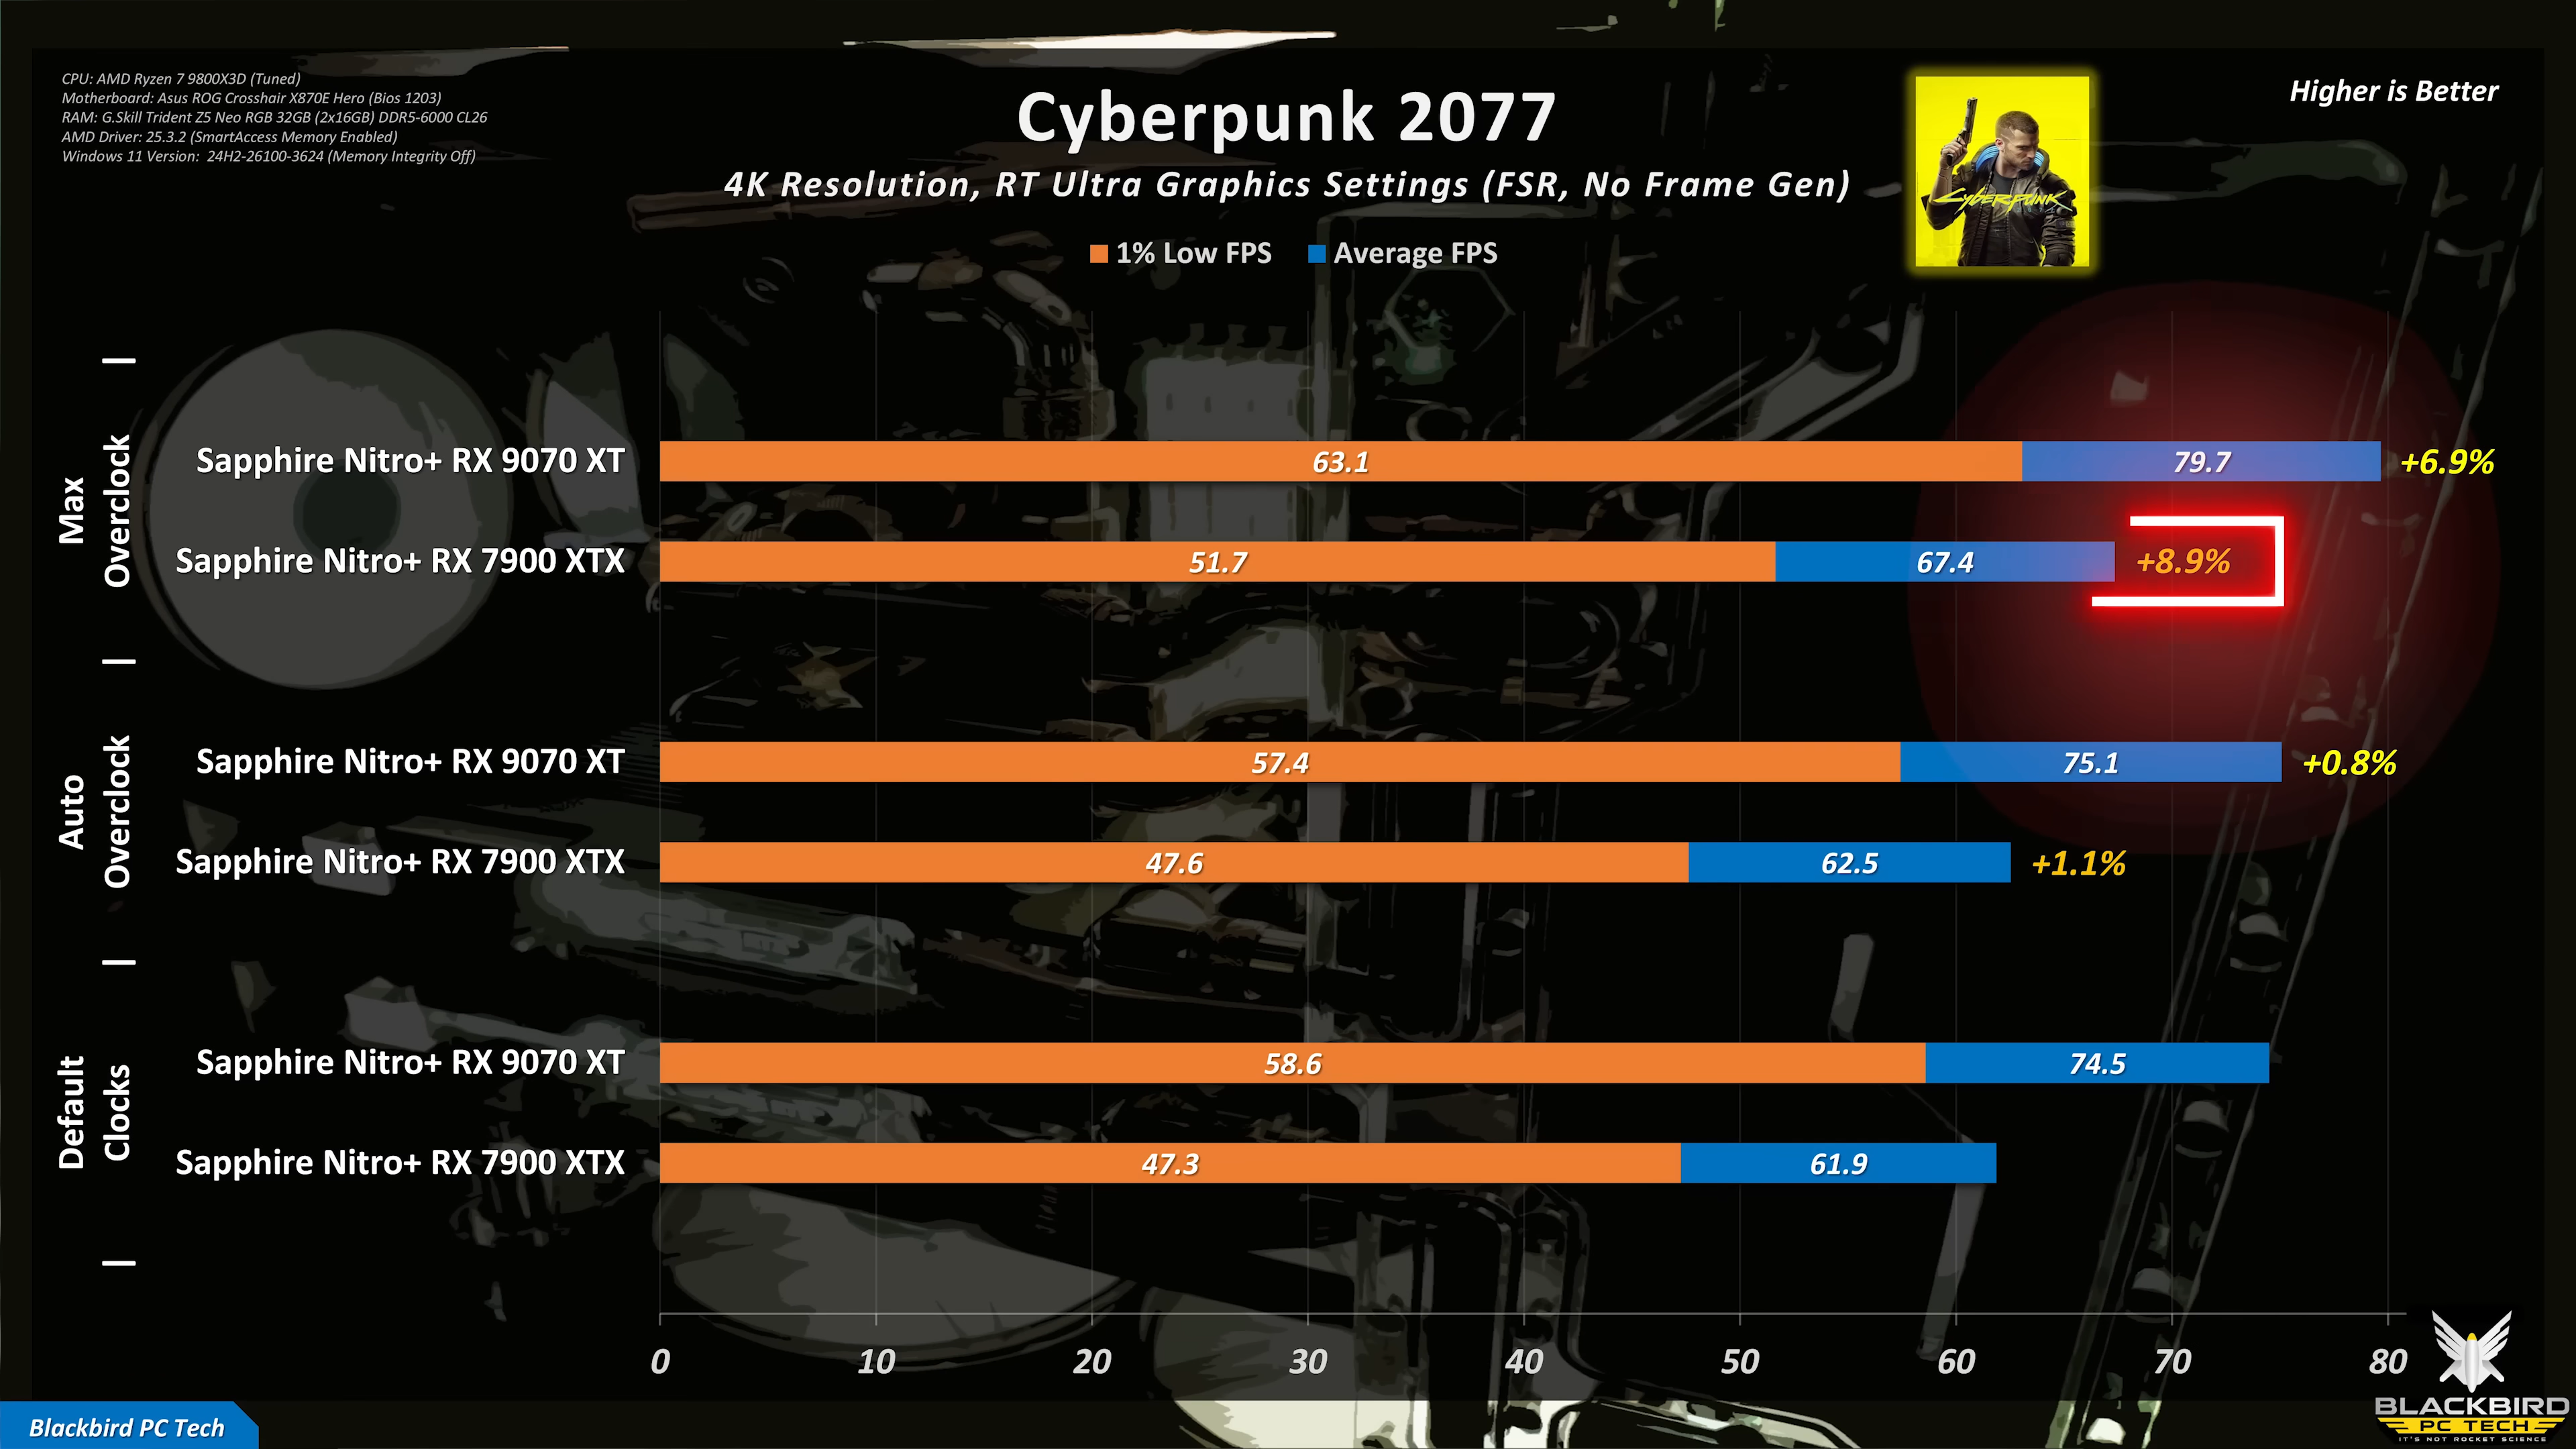 CPU: AMD Ryzen 7 9800X3D (Tuned)
Motherboard: Asus ROG Crosshair X870E Hero (Bios 1203)
RAM: G.Skill Trident Z5 Neo RGB 32GB (2x16GB) DDR5-6000 CL26
AMD Driver: 25.3.2 (SmartAccess Memory Enabled)
Windows 11 Version: 24H2-26100-3624 (Memory Integrity Off)
Cyberpunk 2077
4K Resolution, RT Ultra Graphics Settings (FSR, No Frame Gen)
1% Low FPS
Average FPS
CYBERPUNK
Higher is Better
Max
Overclock
Sapphire Nitro+ RX 9070 XT
63.1
79.7
+6.9%
Sapphire Nitro+ RX 7900 XTX
51.7
67.4
+8.9%
Auto
Overclock
Sapphire Nitro+ RX 9070 XT
57.4
75.1
+0.8%
Sapphire Nitro+ RX 7900 XTX
47.6
62.5
+1.1%
Default
Clocks
Sapphire Nitro+ RX 9070 XT
58.6
74.5
Sapphire Nitro+ RX 7900 XTX
47.3
61.9
0 10 20 30 40 50 60 70 80
Blackbird PC Tech
BLACKBIRD
PC TECH
IT'S NOT ROCKET SCIENCE